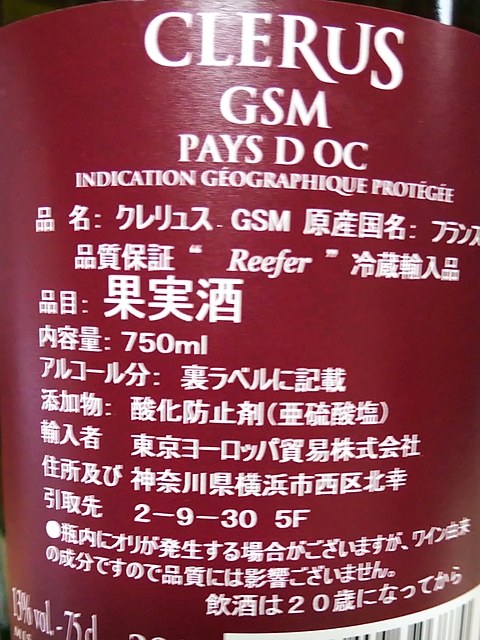 CLERUS
GSM
PAYS D OC
INDICATION GÉOGRAPHIQUE PROTÉGÉE
品 名: クレリュス GSM 原産国名: フランス
品質保証 “ Reefer ” 冷蔵輸入品
品目: 果実酒
内容量: 750ml
アルコール分: 裏ラベルに記載
添加物: 酸化防止剤(亜硫酸塩)
輸入者 東京ヨーロッパ貿易株式会社
住所及び 神奈川県横浜市西区北幸
引取先 2-9-30 5F
●瓶内にオリが発生する場合がございますが、ワイン由来
の成分ですので品質には影響ございません。
飲酒は20歳になってから
13% vol. - 75 cl